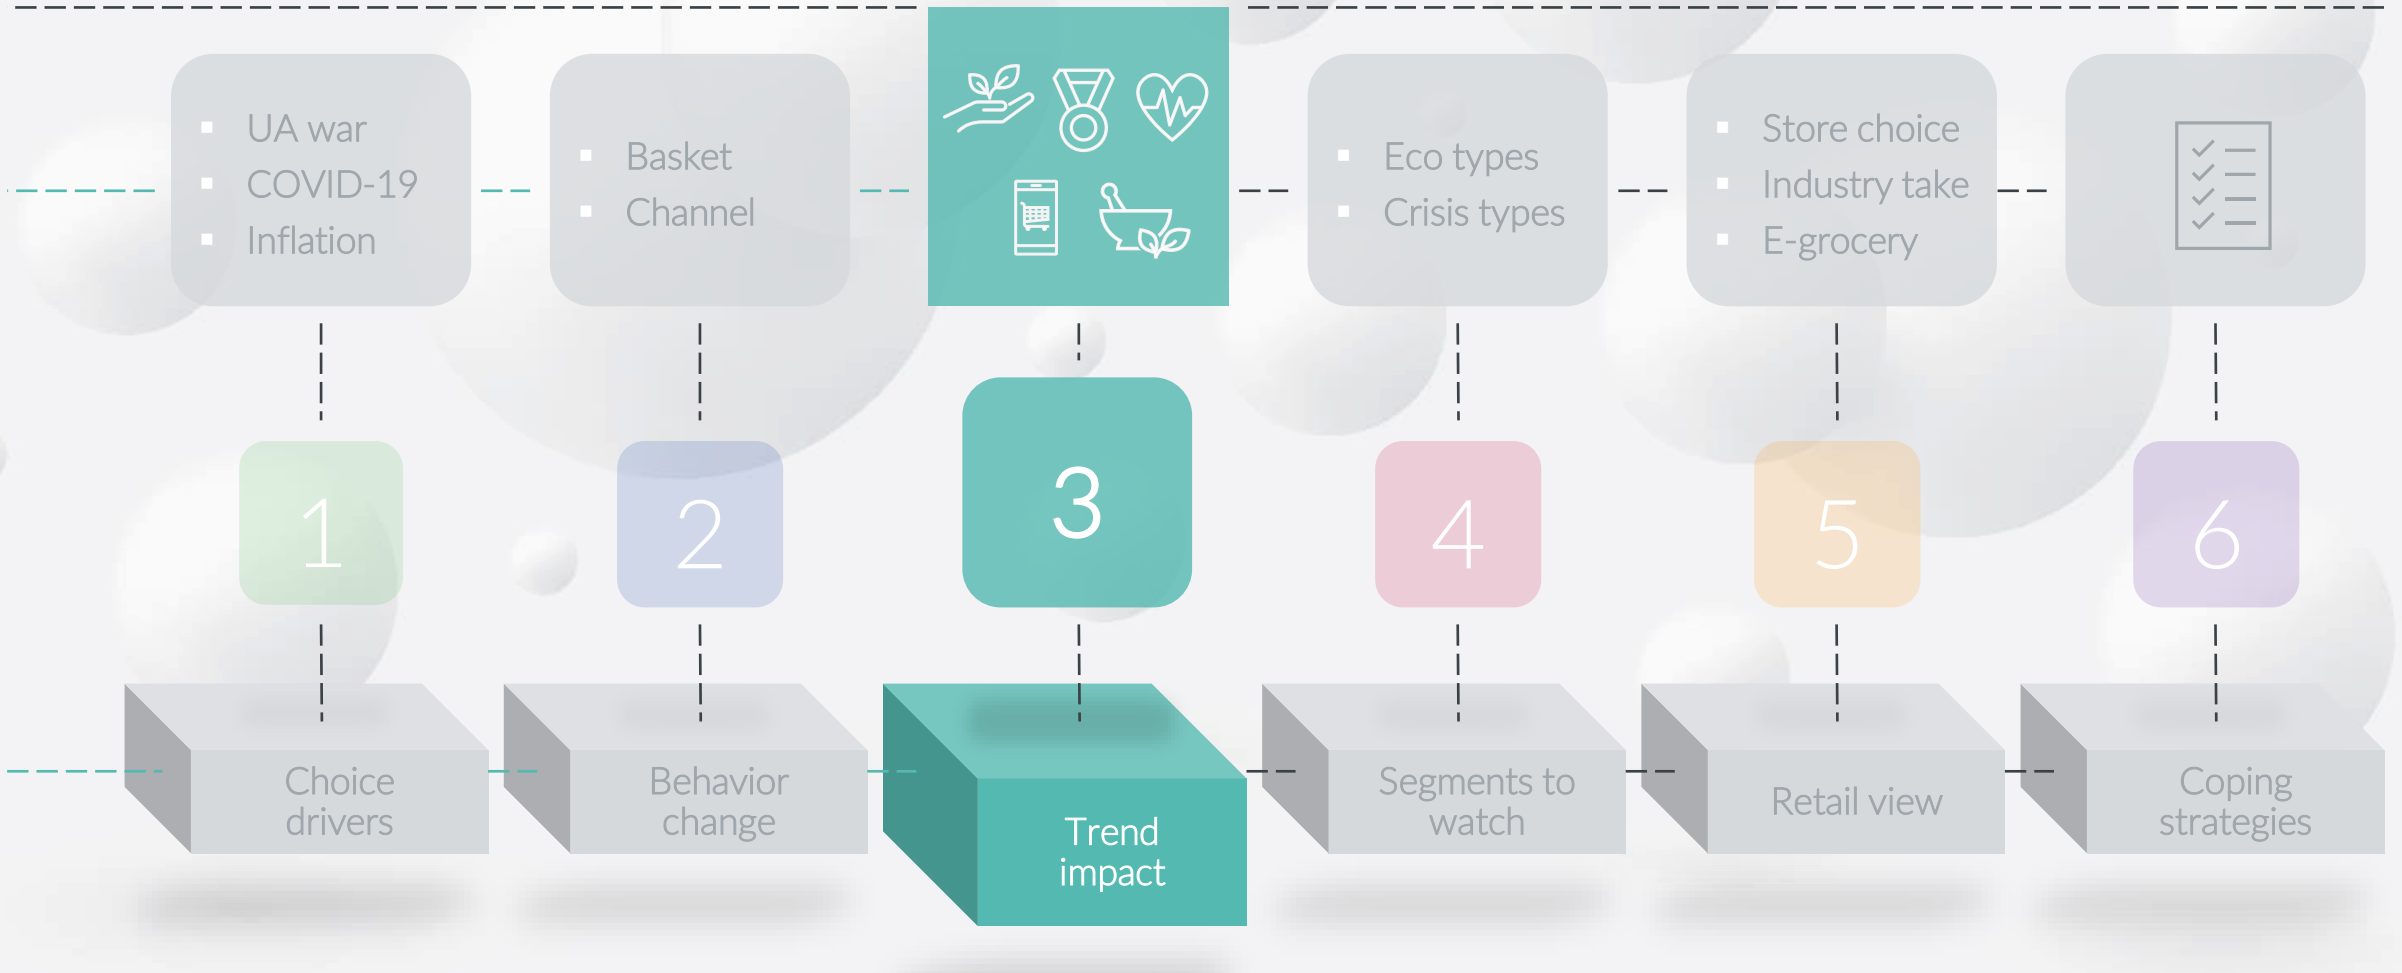 UA war
COVID-19
Inflation
Basket
Channel
Eco types
Crisis types
Store choice
Industry take
E-grocery
1
2
3
4
5
6
Choice
drivers
Behavior
change
Trend
impact
Segments to
watch
Retail view
Coping
strategies